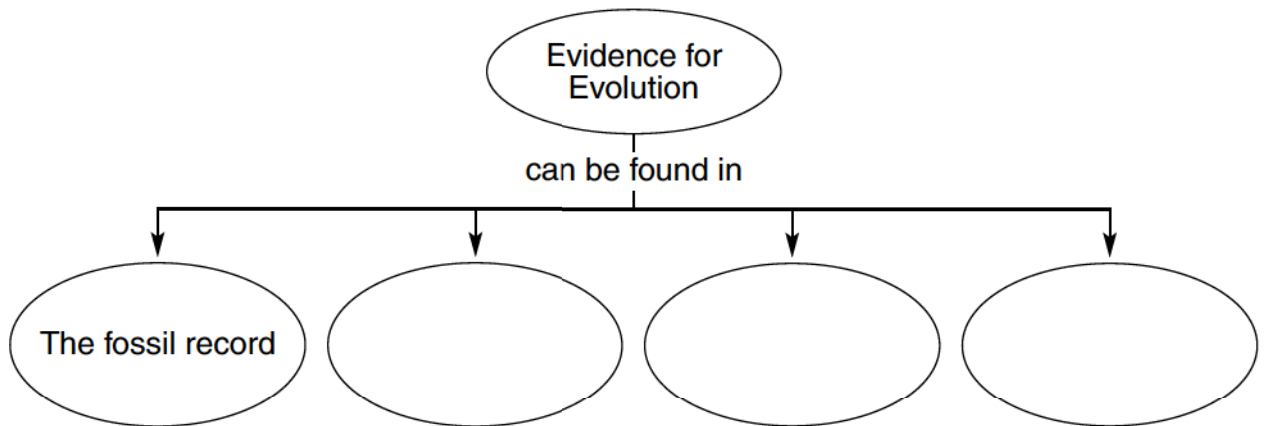 Evidence for
Evolution
can be found in
The fossil record